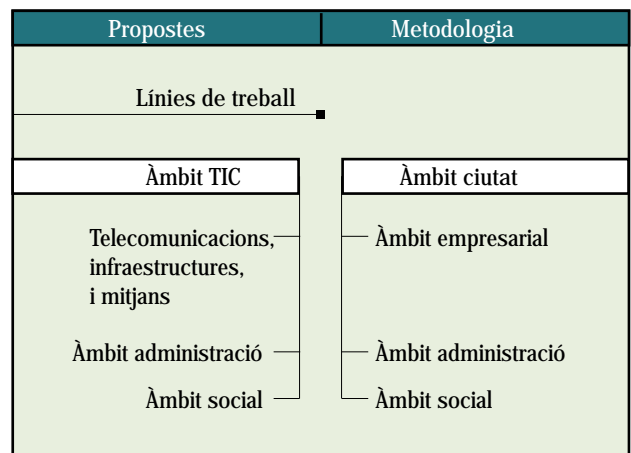 Propostes
Metodologia
Línies de treball
Àmbit TIC
Telecomunicacions,
infraestructures,
i mitjans
Àmbit administració
Àmbit social
Àmbit ciutat
Àmbit empresarial
Àmbit administració
Àmbit social